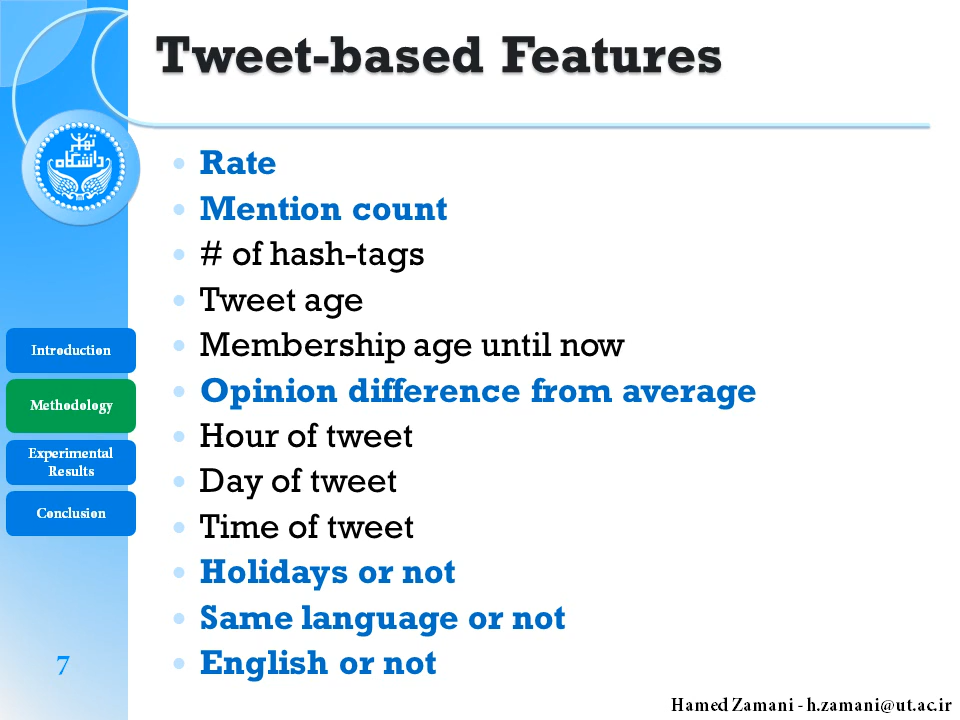 Tweet-based Features
تهران
دانشگاه
Rate
Mention count
# of hash-tags
Tweet age
Membership age until now
Opinion difference from average
Hour of tweet
Day of tweet
Time of tweet
Holidays or not
Same language or not
English or not
Introduction
Methodology
Experimental
Results
Conclusion
7
Hamed Zamani - h.zamani@ut.ac.ir